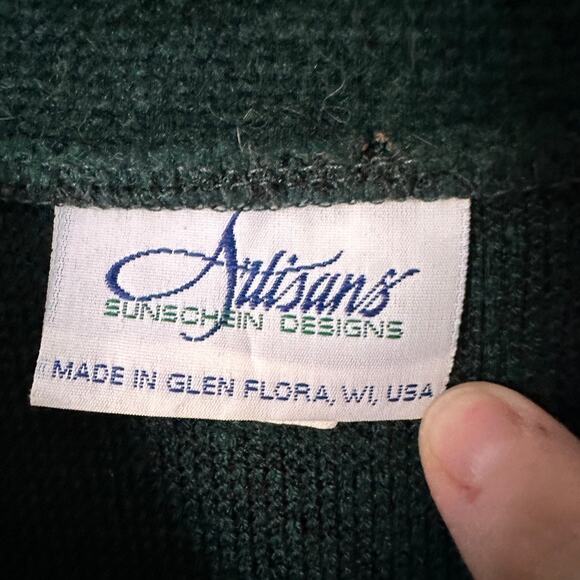 Artisans
SUNSCHEIN DESIGNS
MADE IN GLEN FLORA, WI, USA